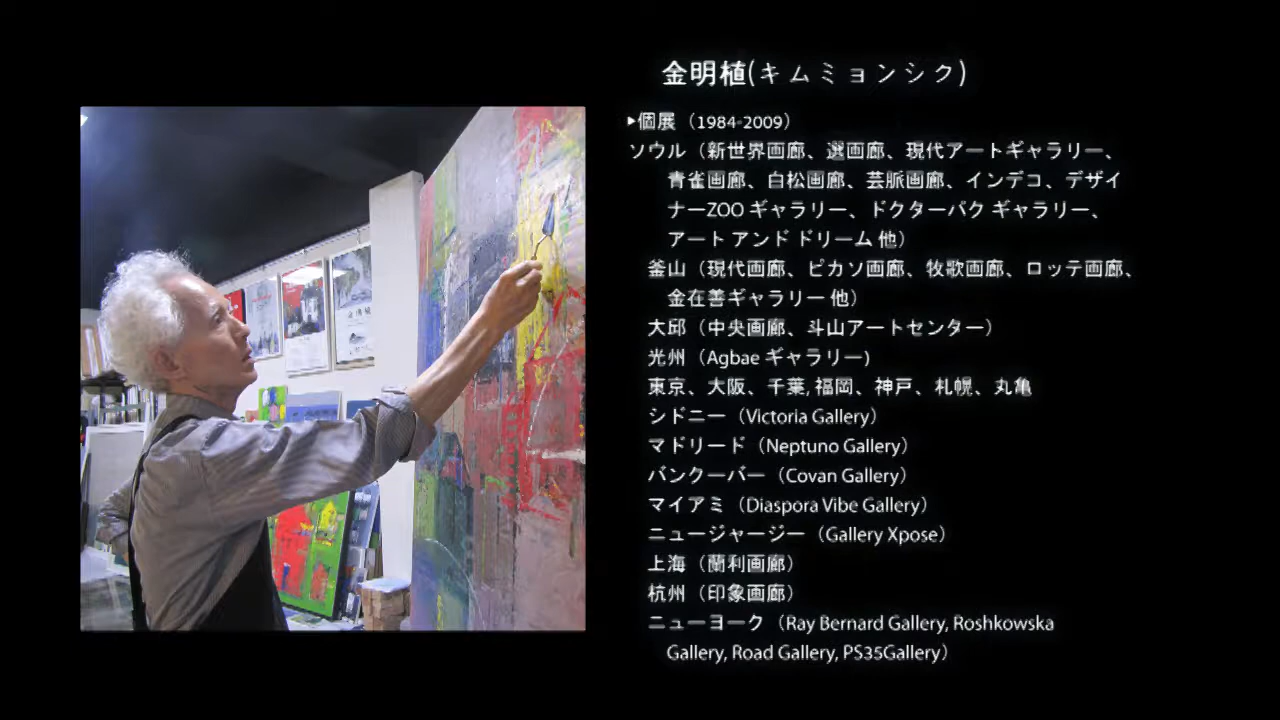 金明植(キムミョンシク)
▶個展（1984-2009）
ソウル（新世界画廊、選画廊、現代アートギャラリー、
青雀画廊、白松画廊、芸脈画廊、インデコ、デザイ
ナーZOO ギャラリー、ドクターパク ギャラリー、
アート アンド ドリーム 他）
釜山（現代画廊、ピカソ画廊、牧歌画廊、ロッテ画廊、
金在善ギャラリー 他）
大邱（中央画廊、斗山アートセンター）
光州（Agbae ギャラリー)
東京、大阪、千葉, 福岡、神戸、札幌、丸亀
シドニー（Victoria Gallery）
マドリード（Neptuno Gallery）
バンクーバー（Covan Gallery）
マイアミ（Diaspora Vibe Gallery）
ニュージャージー（Gallery Xpose）
上海（蘭利画廊）
杭州（印象画廊）
ニューヨーク（Ray Bernard Gallery, Roshkowska
Gallery, Road Gallery, PS35Gallery）